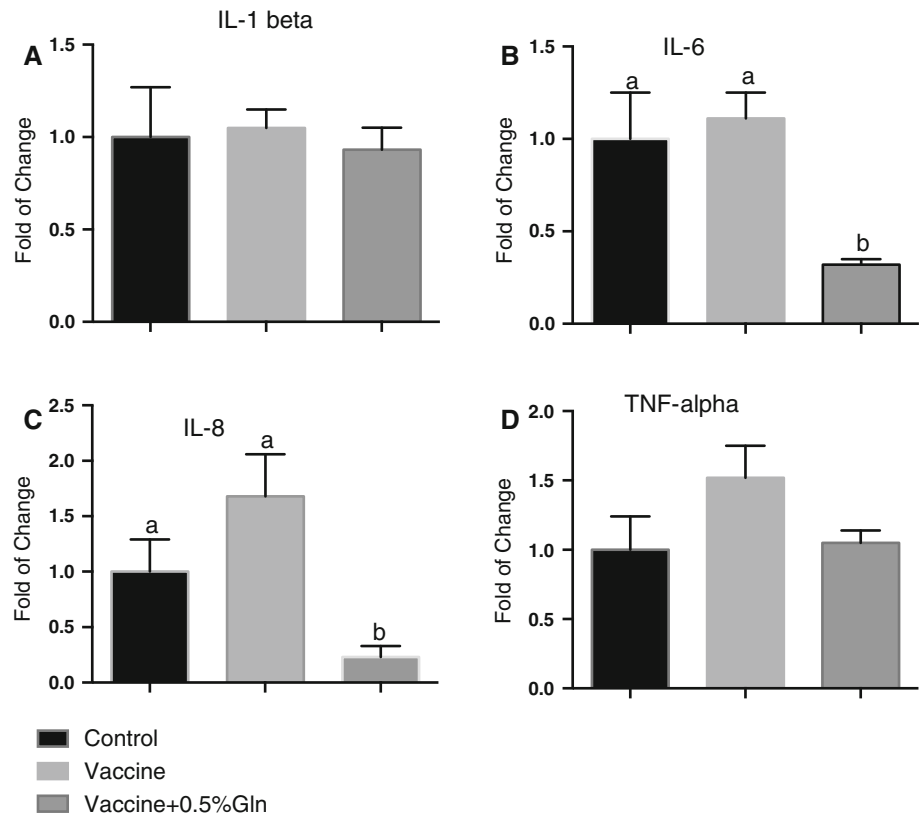 A
IL-1 beta
1.5
1.0
0.5
0.0
Fold of Change
B
IL-6
1.5
1.0
0.5
0.0
Fold of Change
a
a
b
C
IL-8
2.5
2.0
1.5
1.0
0.5
0.0
Fold of Change
a
a
b
D
TNF-alpha
2.0
1.5
1.0
0.5
0.0
Fold of Change
Control
Vaccine
Vaccine+0.5%Gln